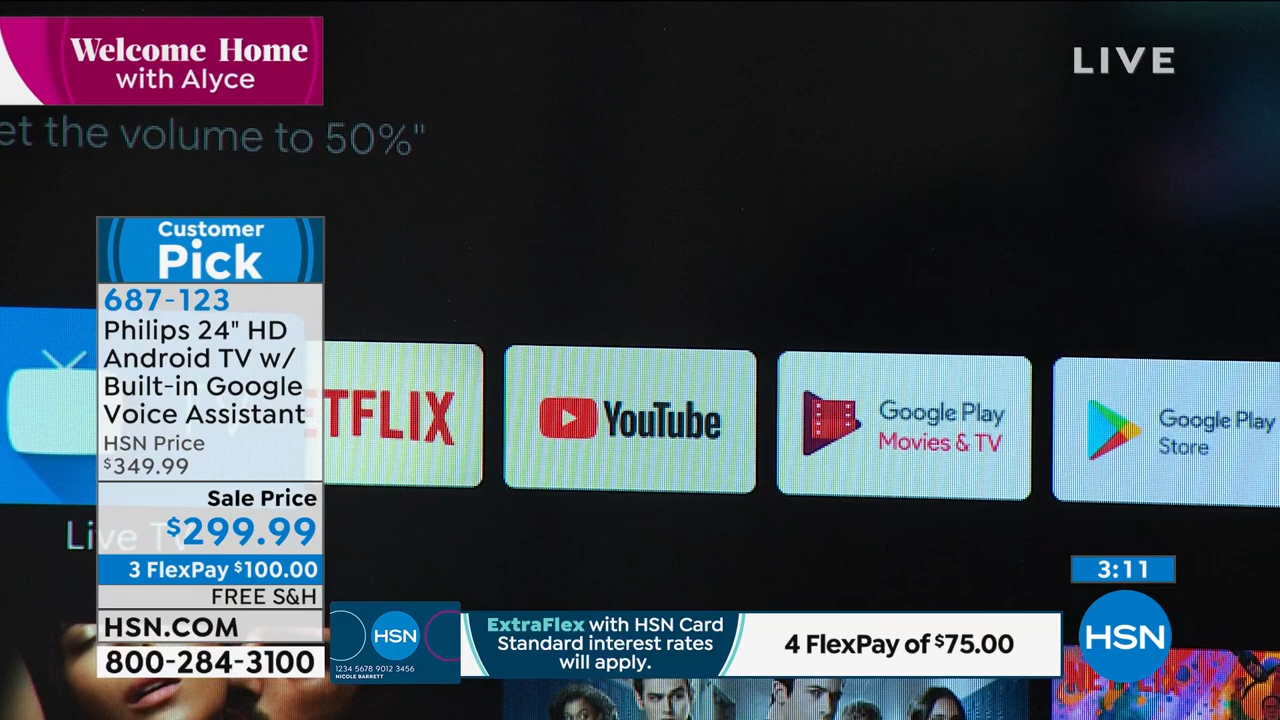 Welcome Home
with Alyce
LIVE
et the volume to 50%"
Customer
Pick
687-123
Philips 24" HD
Android TV w/
Built-in Google
Voice Assistant
HSN Price
$349.99
Sale Price
$299.99
3 FlexPay $100.00
FREE S&H
HSN.COM
800-284-3100
Live TV
ETFLIX
YouTube
Google Play
Movies & TV
Google Play
Store
3:11
HSN
HSN
1234 5678 9012 3456
NICOLE BARRETT
ExtraFlex with HSN Card
Standard interest rates
will apply.
4 FlexPay of $75.00